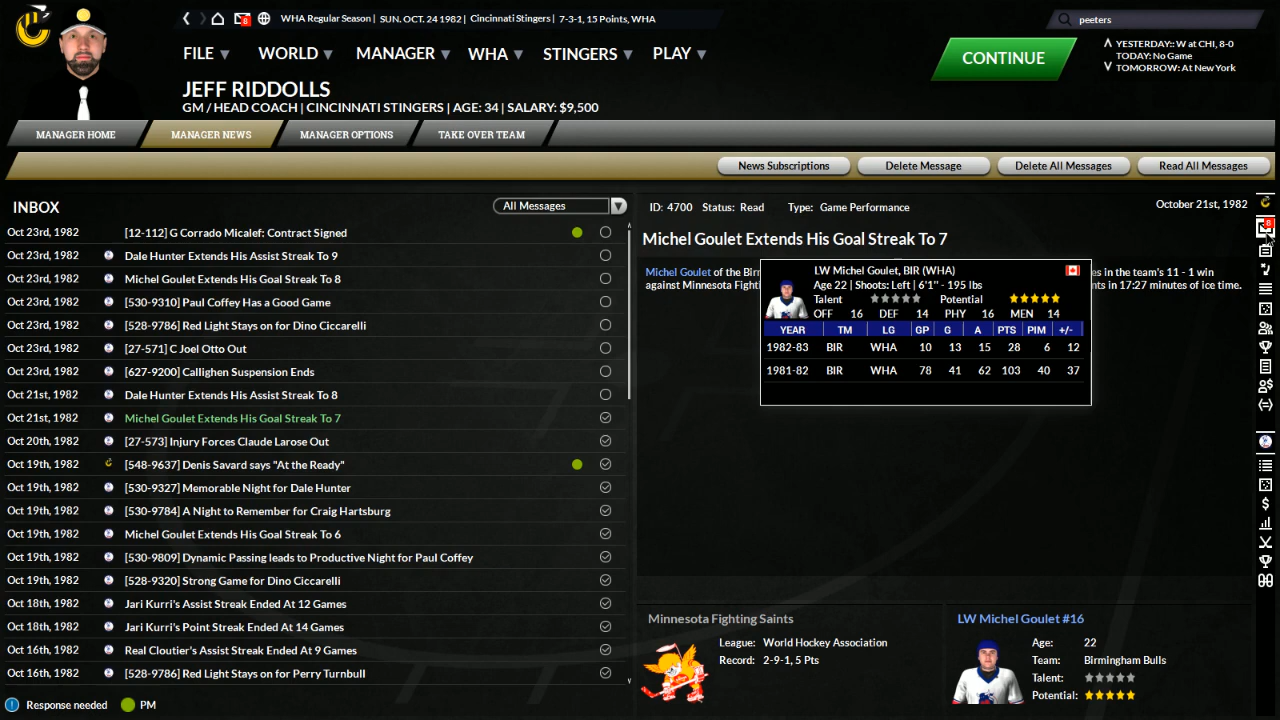 WHA Regular Season | SUN. OCT. 24 1982 | Cincinnati Stingers | 7-3-1, 15 Points, WHA
8
peeters
FILE WORLD MANAGER WHA STINGERS PLAY
CONTINUE
YESTERDAY:: W at CHI, 8-0
TODAY: No Game
TOMORROW: At New York
JEFF RIDDOLLS
GM / HEAD COACH | CINCINNATI STINGERS | AGE: 34 | SALARY: $9,500
MANAGER HOME MANAGER NEWS MANAGER OPTIONS TAKE OVER TEAM
News Subscriptions Delete Message Delete All Messages Read All Messages
INBOX All Messages
Oct 23rd, 1982 [12-112] G Corrado Micalef: Contract Signed
Oct 23rd, 1982 Dale Hunter Extends His Assist Streak To 9
Oct 23rd, 1982 Michel Goulet Extends His Goal Streak To 8
Oct 23rd, 1982 [530-9310] Paul Coffey Has a Good Game
Oct 23rd, 1982 [528-9786] Red Light Stays on for Dino Ciccarelli
Oct 23rd, 1982 [27-571] C Joel Otto Out
Oct 23rd, 1982 [627-9200] Callighen Suspension Ends
Oct 21st, 1982 Dale Hunter Extends His Assist Streak To 8
Oct 21st, 1982 Michel Goulet Extends His Goal Streak To 7
Oct 20th, 1982 [27-573] Injury Forces Claude Larose Out
Oct 19th, 1982 [548-9637] Denis Savard says "At the Ready"
Oct 19th, 1982 [530-9327] Memorable Night for Dale Hunter
Oct 19th, 1982 [530-9784] A Night to Remember for Craig Hartsburg
Oct 19th, 1982 Michel Goulet Extends His Goal Streak To 6
Oct 19th, 1982 [530-9809] Dynamic Passing leads to Productive Night for Paul Coffey
Oct 19th, 1982 [528-9320] Strong Game for Dino Ciccarelli
Oct 18th, 1982 Jari Kurri's Assist Streak Ended At 12 Games
Oct 18th, 1982 Jari Kurri's Point Streak Ended At 14 Games
Oct 16th, 1982 Real Cloutier's Assist Streak Ended At 9 Games
Oct 16th, 1982 [528-9786] Red Light Stays on for Perry Turnbull
Response needed PM
ID: 4700 Status: Read Type: Game Performance October 21st, 1982
8
Michel Goulet Extends His Goal Streak To 7
Michel Goulet of the Bir es in the team's 11 - 1 win
against Minnesota Fighti nts in 17:27 minutes of ice time.
LW Michel Goulet, BIR (WHA)
Age 22 | Shoots: Left | 6'1" - 195 lbs
Talent Potential
OFF 16 DEF 14 PHY 16 MEN 14
YEAR TM LG GP G A PTS PIM +/-
1982-83 BIR WHA 10 13 15 28 6 12
1981-82 BIR WHA 78 41 62 103 40 37
Minnesota Fighting Saints
League: World Hockey Association
Record: 2-9-1, 5 Pts
LW Michel Goulet #16
Age: 22
Team: Birmingham Bulls
Talent:
Potential: